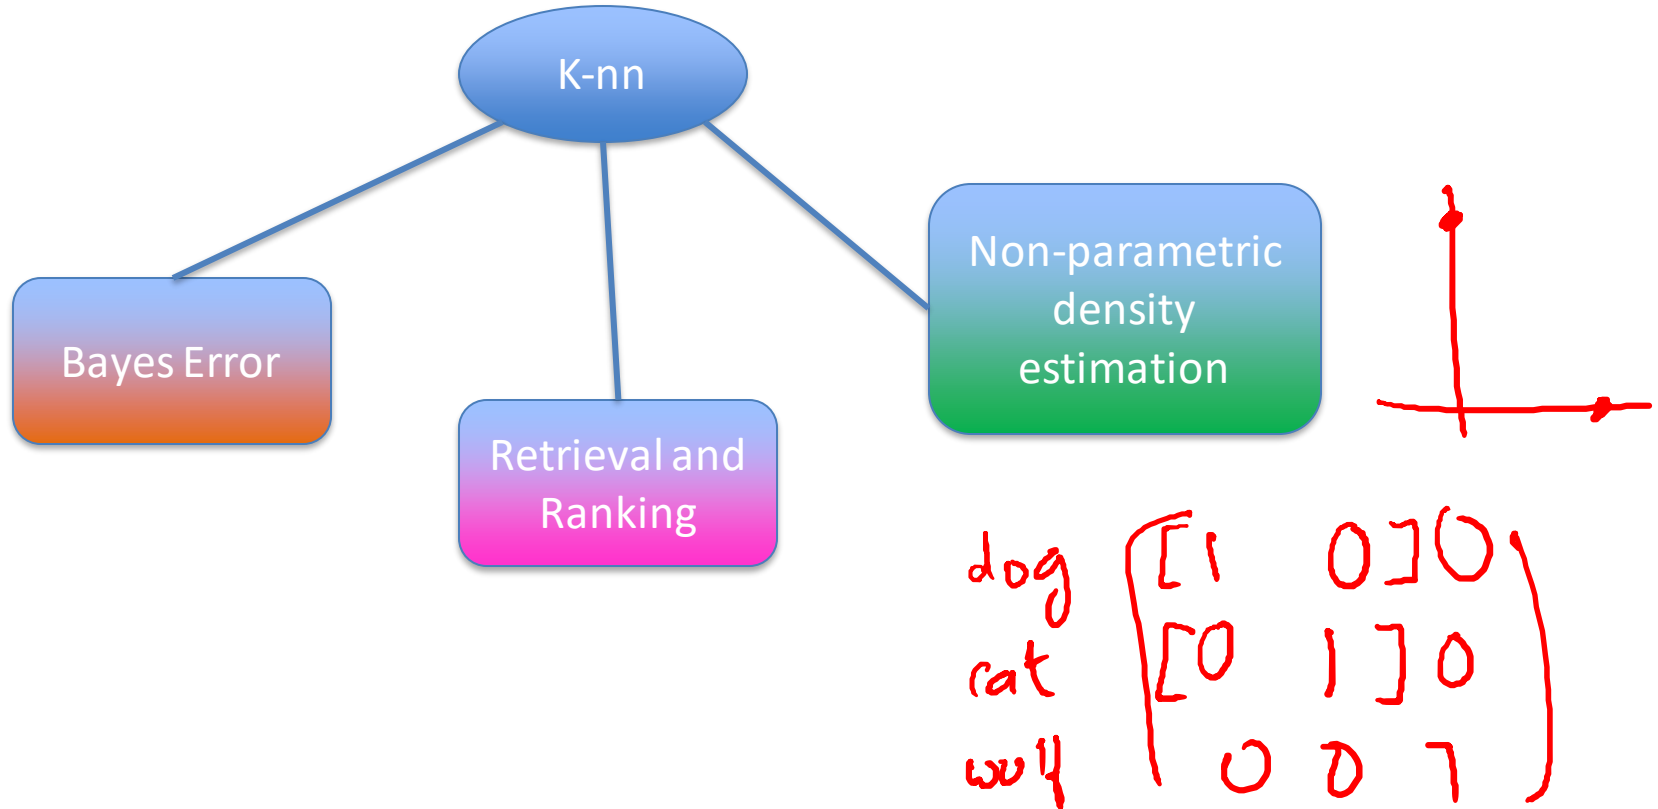 K-nn
Bayes Error
Retrieval and
Ranking
Non-parametric
density
estimation
dog [1 0] 0
cat [0 1] 0
wolf 0 0 1